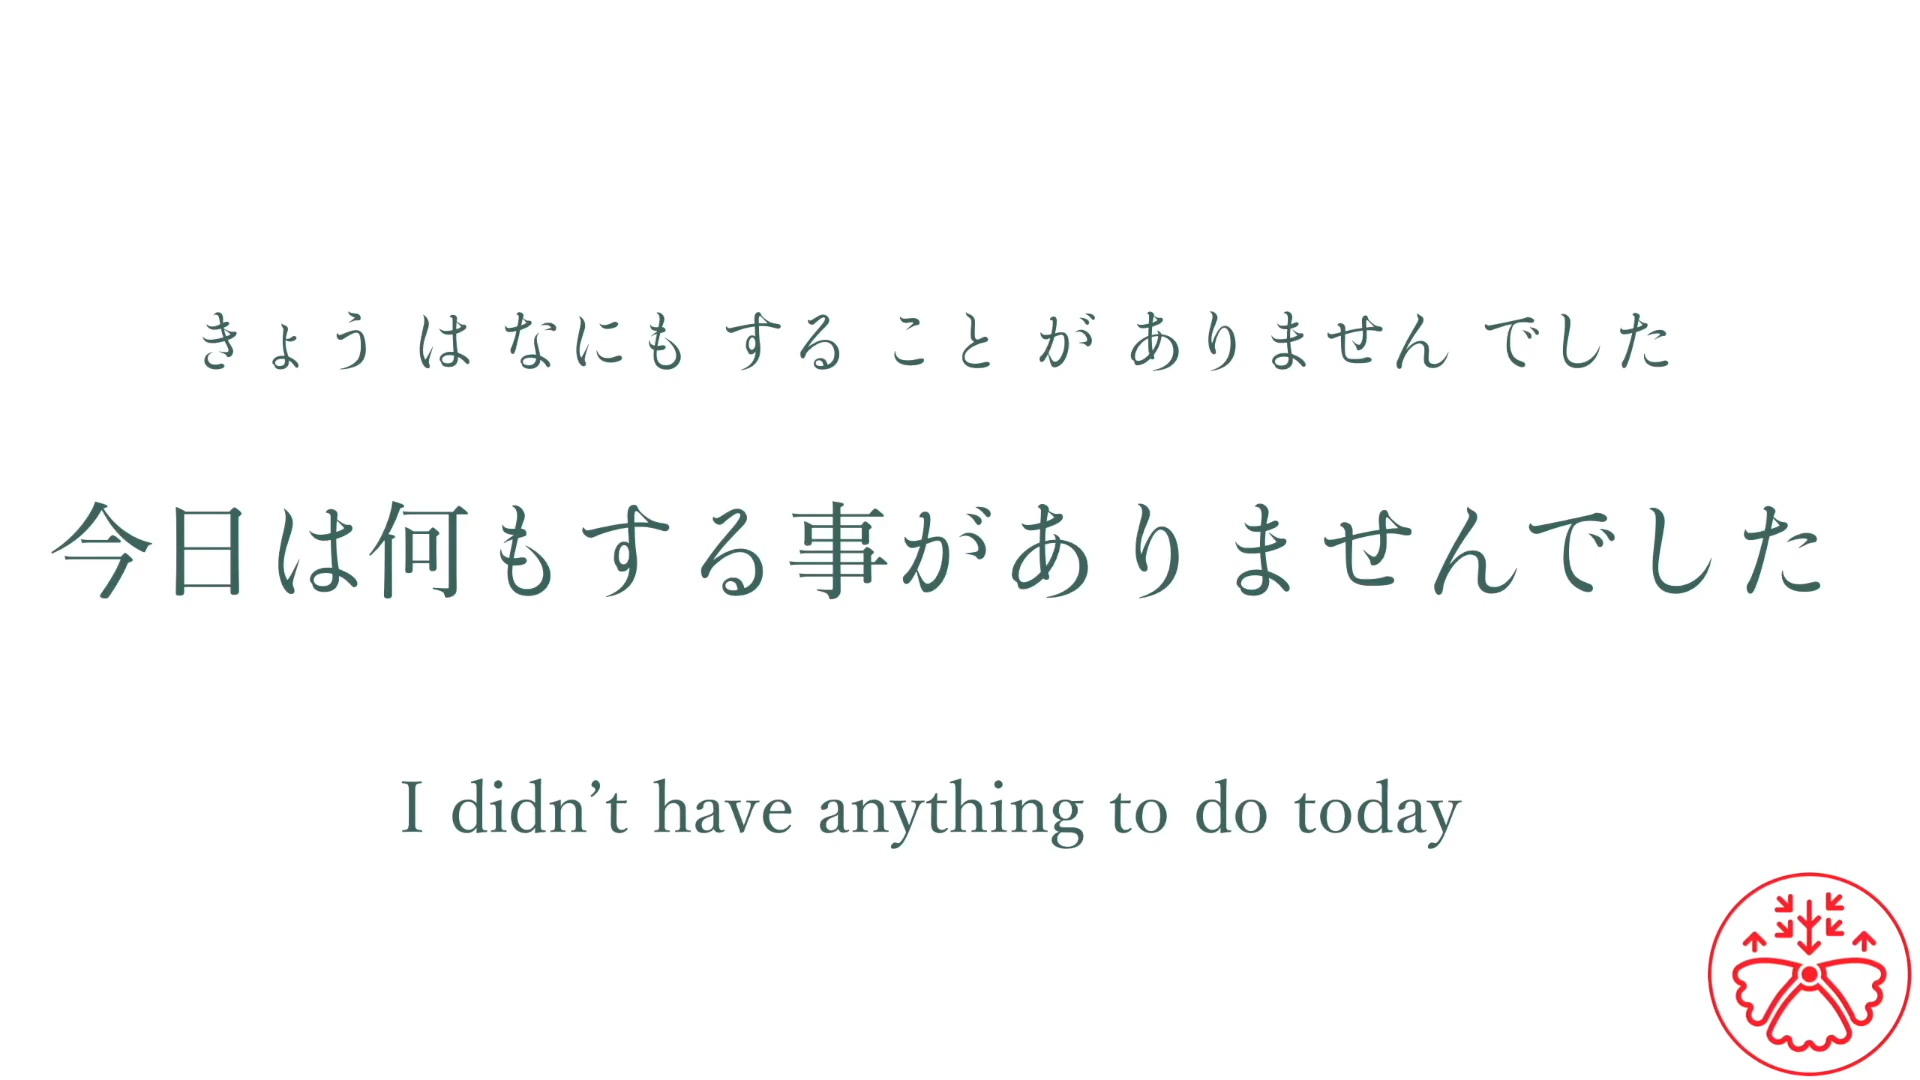 きょう は なにも する こと が ありません でした
今日は何もする事がありませんでした
I didn’t have anything to do today